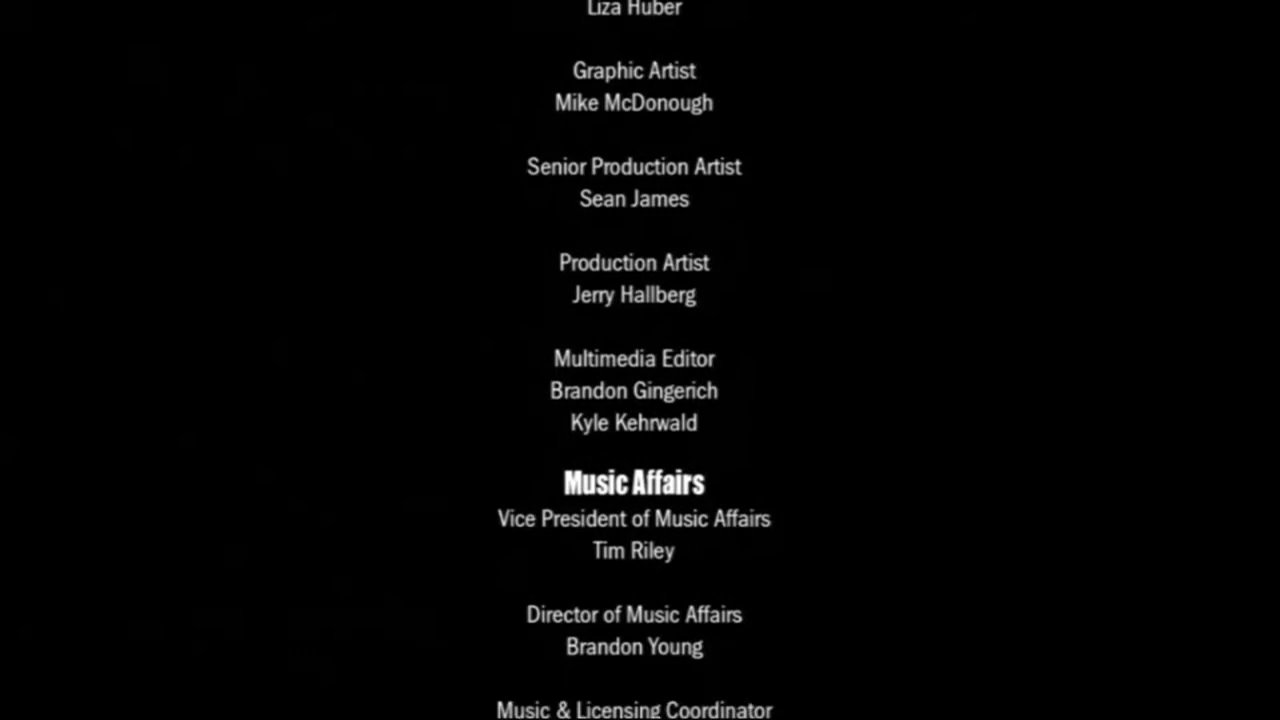 Liza Huber
Graphic Artist
Mike McDonough
Senior Production Artist
Sean James
Production Artist
Jerry Hallberg
Multimedia Editor
Brandon Gingerich
Kyle Kehrwald
Music Affairs
Vice President of Music Affairs
Tim Riley
Director of Music Affairs
Brandon Young
Music & Licensing Coordinator